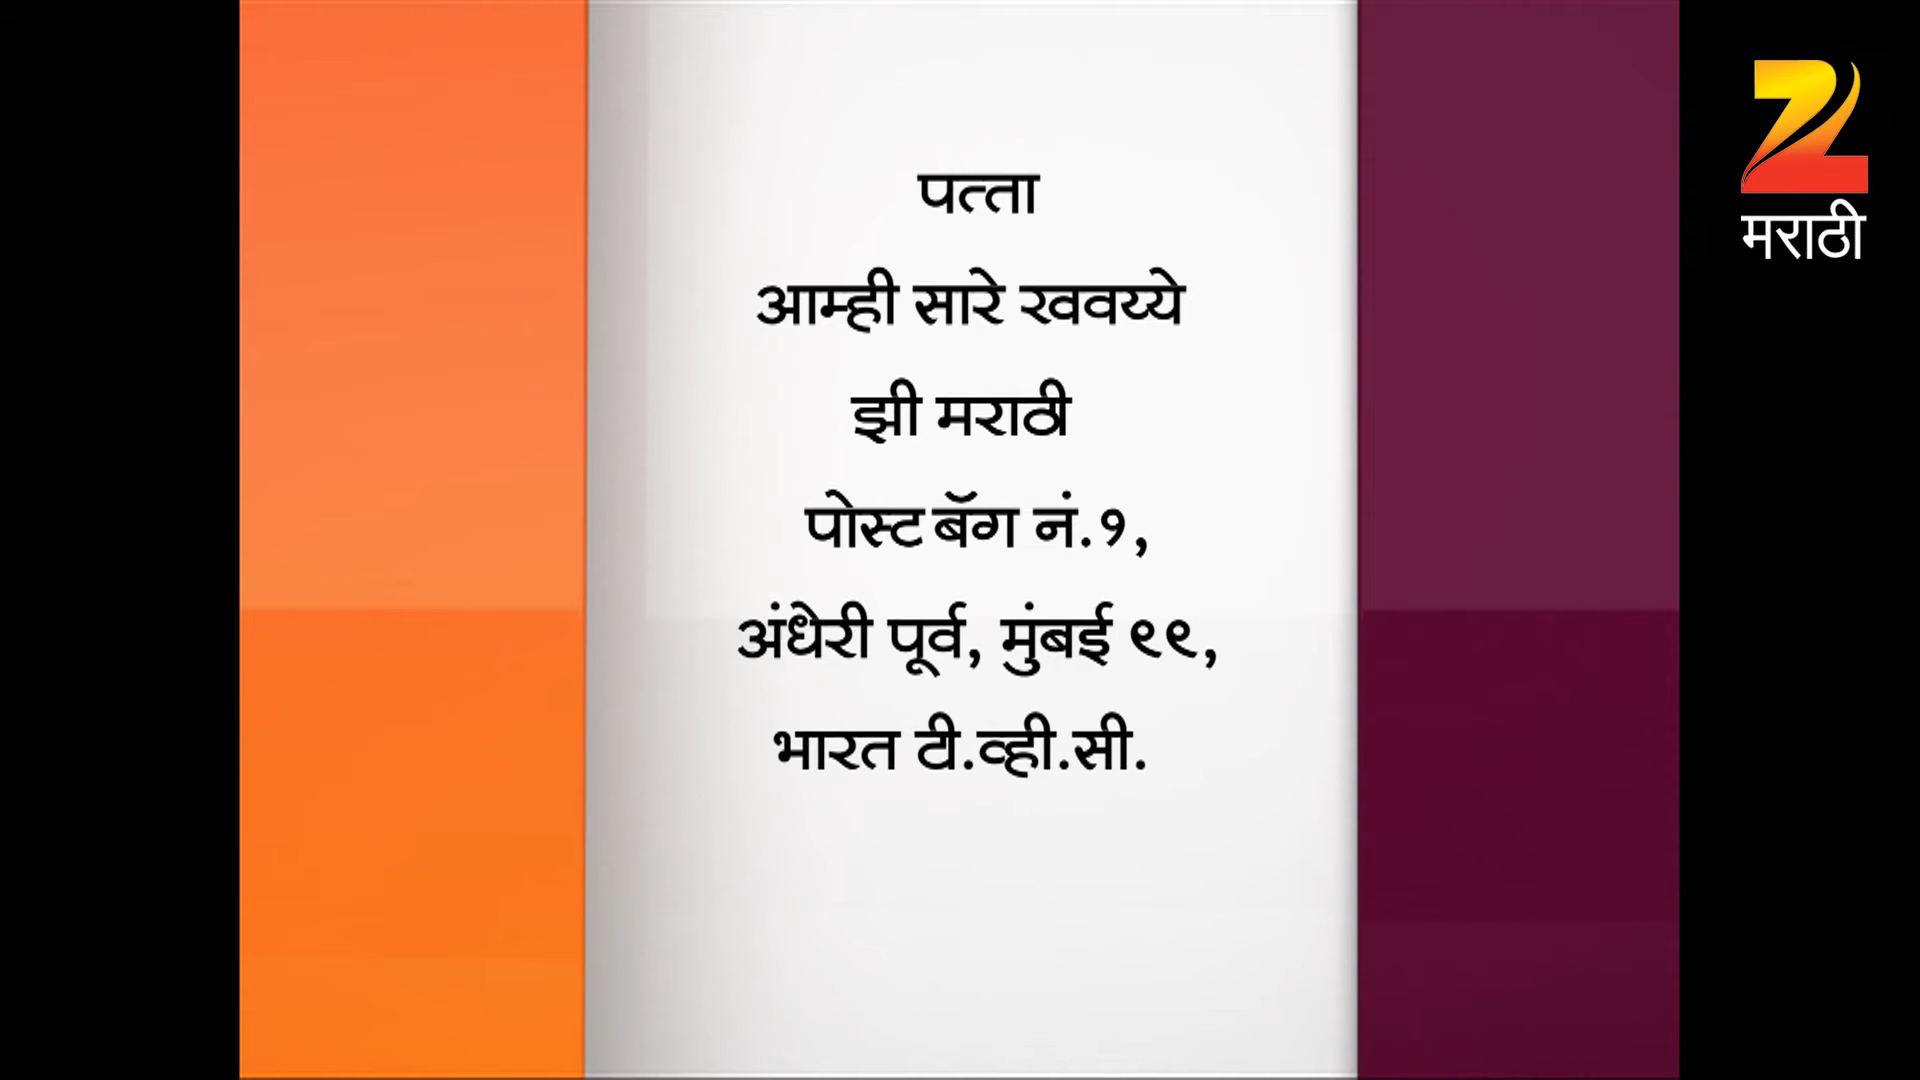 पत्ता
आम्ही सारे खवय्ये
झी मराठी
पोस्ट बॅग नं.१,
अंधेरी पूर्व, मुंबई ९९,
भारत टी.व्ही.सी.
मराठी